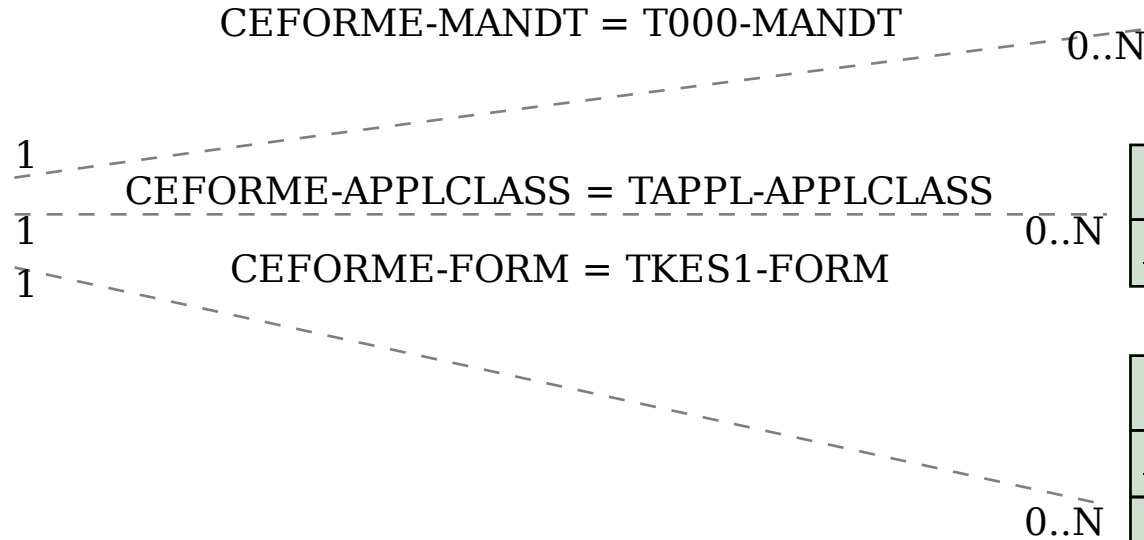 CEFORME-MANDT = T000-MANDT
0..N
1
CEFORME-APPLCLASS = TAPPL-APPLCLASS
1
0..N
CEFORME-FORM = TKES1-FORM
1
0..N